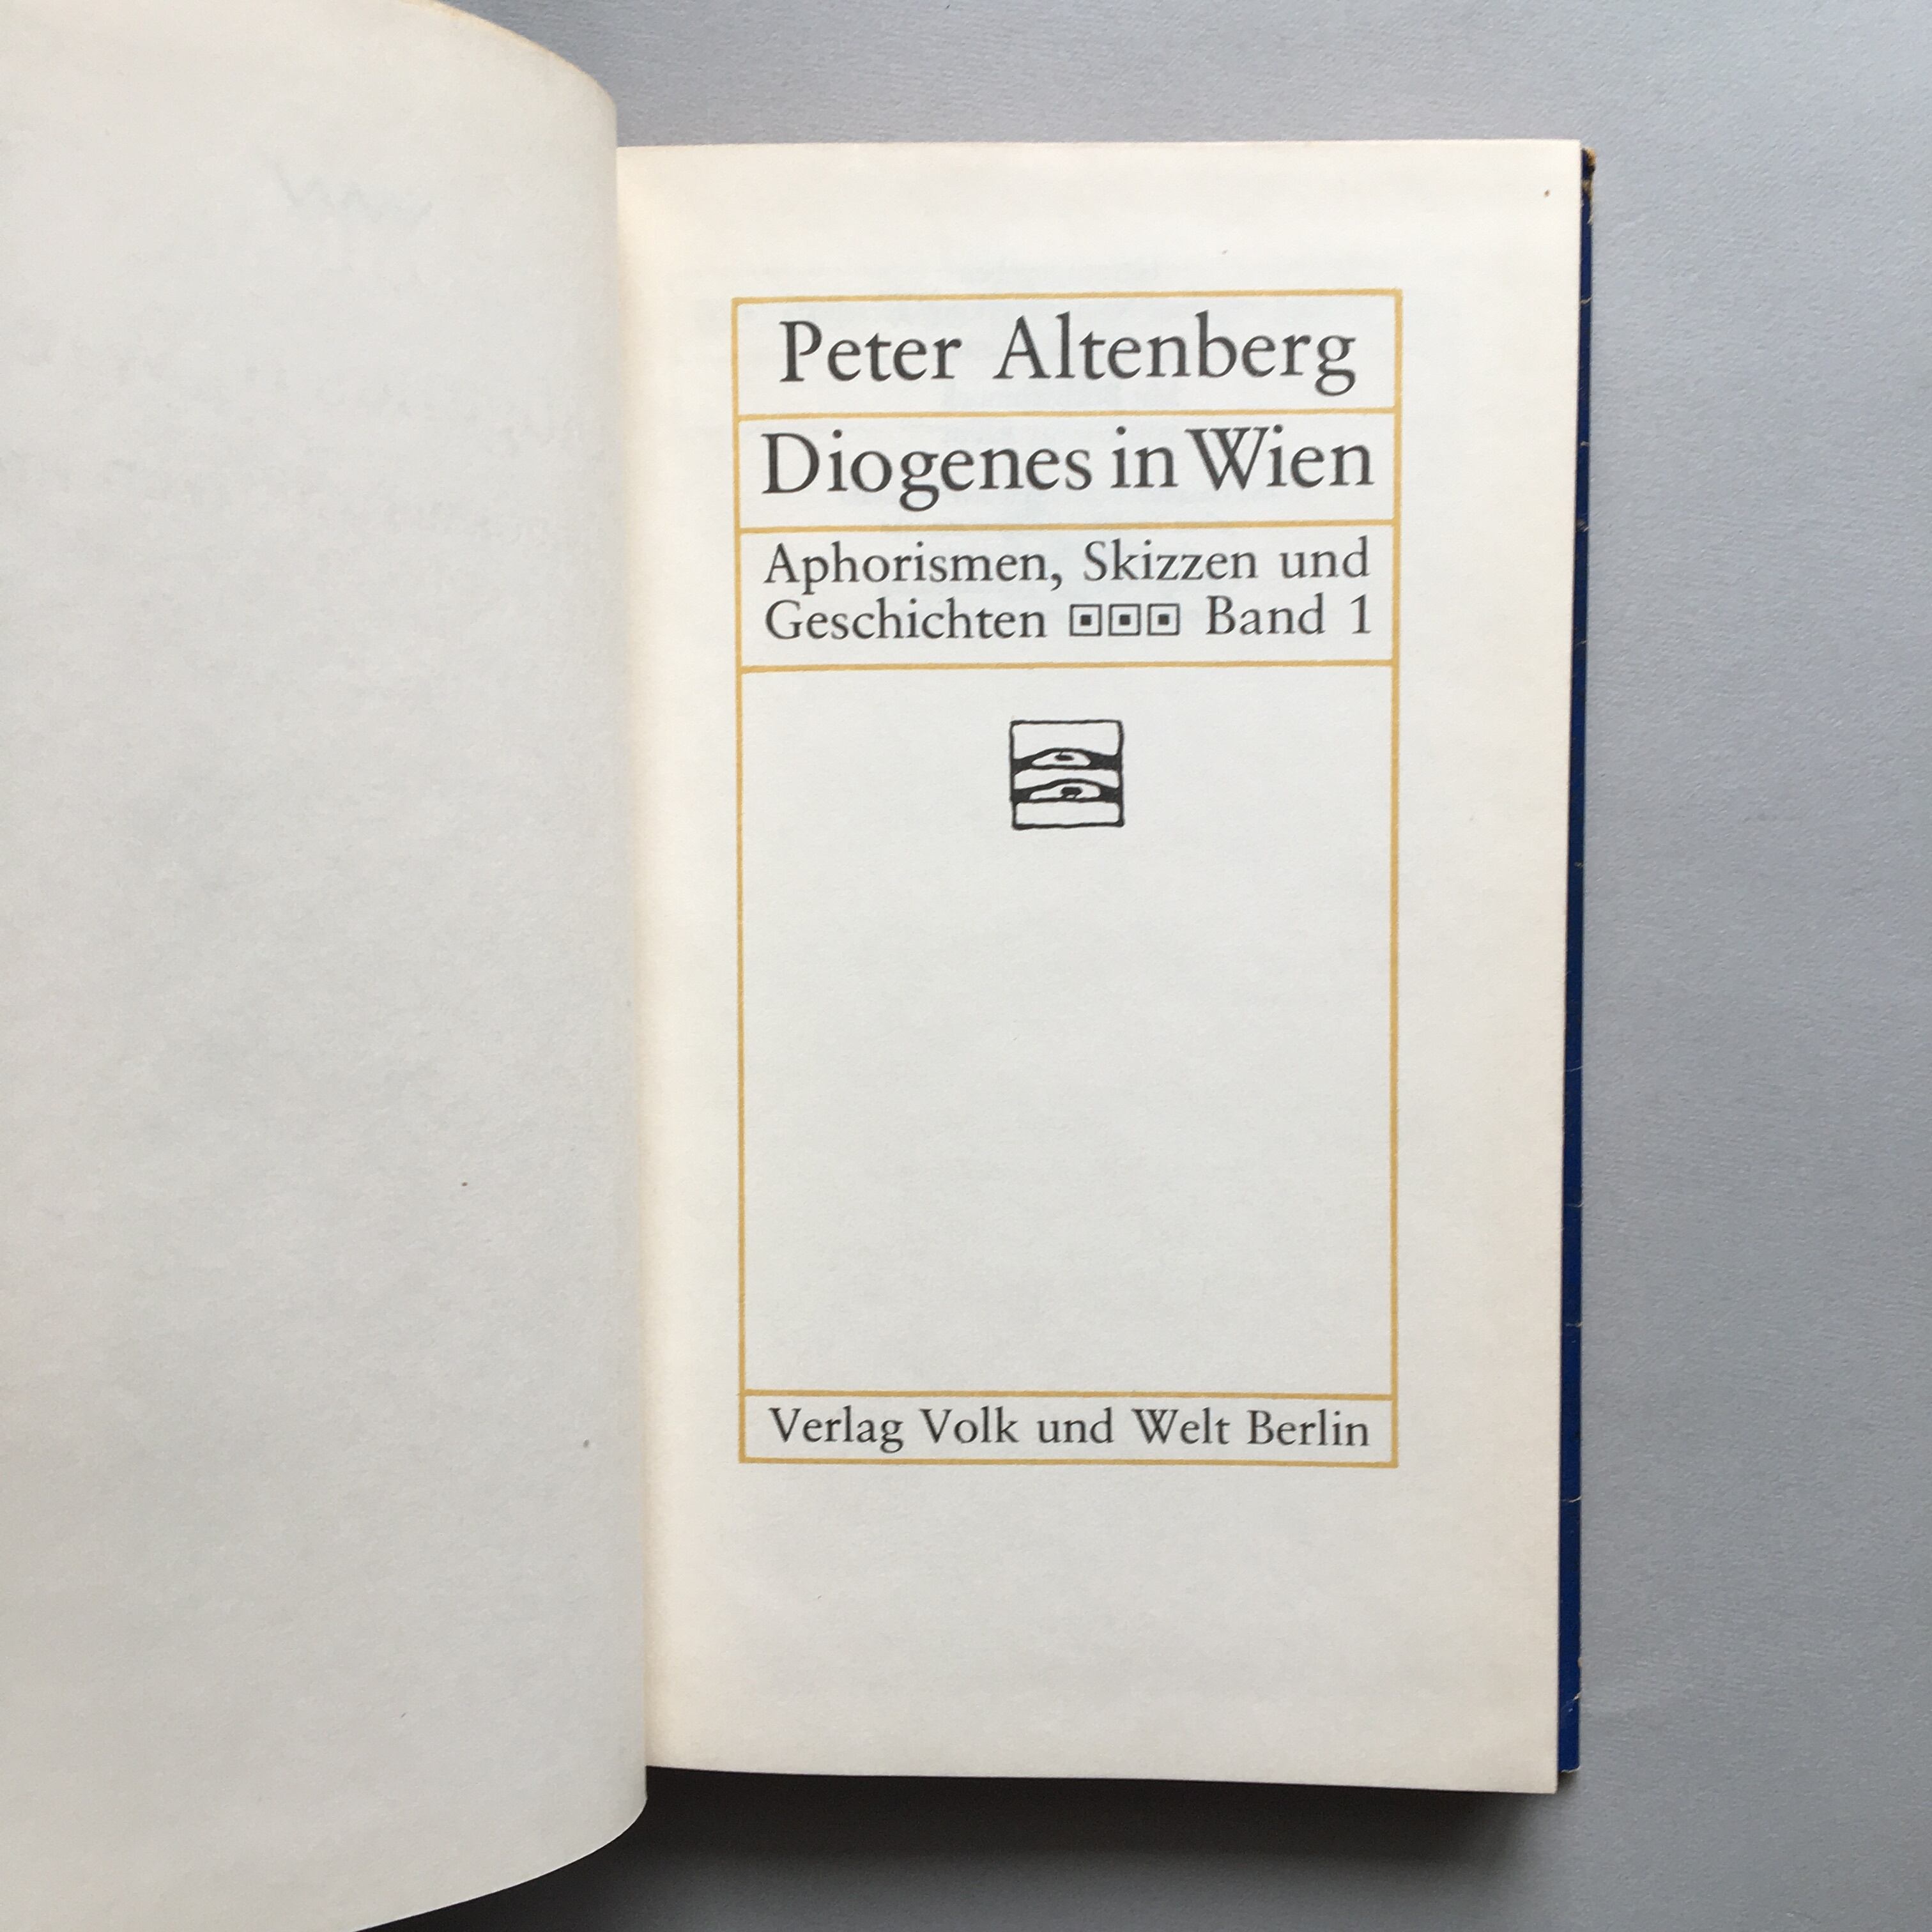 Peter Altenberg
Diogenes in Wien
Aphorismen, Skizzen und
Geschichten ▣▣▣ Band 1
Verlag Volk und Welt Berlin